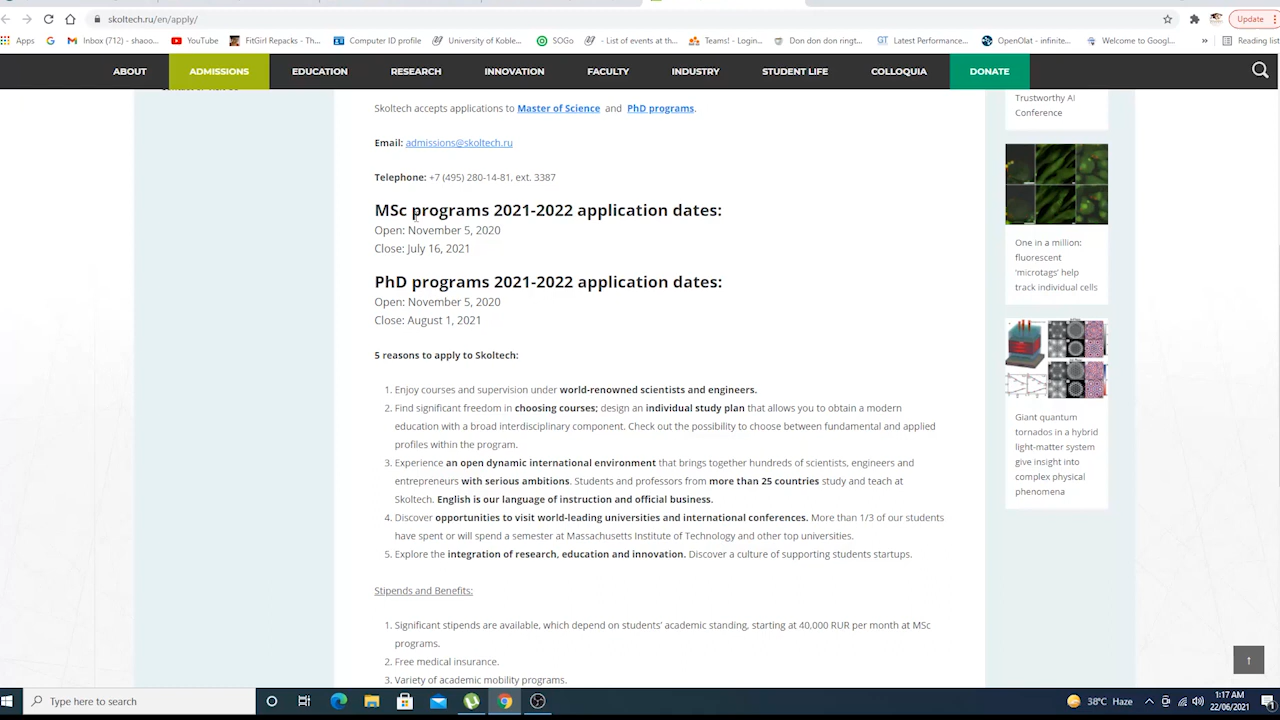 skoltech.ru/en/apply/
Update
Apps
Inbox (712) - shaoo...
YouTube
FitGirl Repacks - Th...
Computer ID profile
University of Koble...
SOGo
- List of events at th...
Teams! - Login...
Don don don ringt...
Latest Performance...
OpenOlat - infinite...
Welcome to Googl...
»
Reading list
ABOUT
ADMISSIONS
EDUCATION
RESEARCH
INNOVATION
FACULTY
INDUSTRY
STUDENT LIFE
COLLOQUIA
DONATE
Skoltech accepts applications to Master of Science and PhD programs.
Email: admissions@skoltech.ru
Telephone: +7 (495) 280-14-81, ext. 3387
MSc programs 2021-2022 application dates:
Open: November 5, 2020
Close: July 16, 2021
PhD programs 2021-2022 application dates:
Open: November 5, 2020
Close: August 1, 2021
5 reasons to apply to Skoltech:
1. Enjoy courses and supervision under world-renowned scientists and engineers.
2. Find significant freedom in choosing courses; design an individual study plan that allows you to obtain a modern
education with a broad interdisciplinary component. Check out the possibility to choose between fundamental and applied
profiles within the program.
3. Experience an open dynamic international environment that brings together hundreds of scientists, engineers and
entrepreneurs with serious ambitions. Students and professors from more than 25 countries study and teach at
Skoltech. English is our language of instruction and official business.
4. Discover opportunities to visit world-leading universities and international conferences. More than 1/3 of our students
have spent or will spend a semester at Massachusetts Institute of Technology and other top universities.
5. Explore the integration of research, education and innovation. Discover a culture of supporting students startups.
Stipends and Benefits:
1. Significant stipends are available, which depend on students' academic standing, starting at 40,000 RUR per month at MSc
programs.
2. Free medical insurance.
3. Variety of academic mobility programs.
Trustworthy AI
Conference
One in a million:
fluorescent
'microtags' help
track individual cells
Giant quantum
tornados in a hybrid
light-matter system
give insight into
complex physical
phenomena
Type here to search
38°C Haze
1:17 AM
22/06/2021